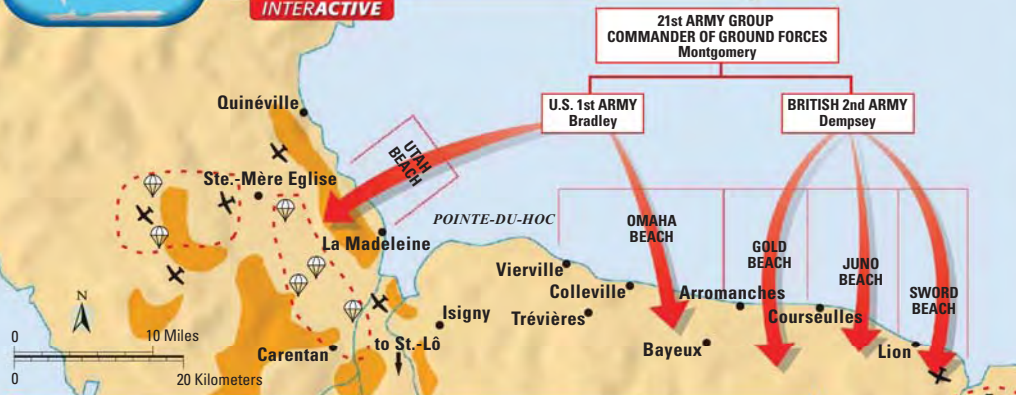 INTERACTIVE
21st ARMY GROUP
COMMANDER OF GROUND FORCES
Montgomery
U.S. 1st ARMY
Bradley
BRITISH 2nd ARMY
Dempsey
Quinéville
UTAH
BEACH
Ste.-Mère Eglise
POINTE-DU-HOC
OMAHA
BEACH
La Madeleine
GOLD
BEACH
JUNO
BEACH
SWORD
BEACH
Vierville
Colleville
Arromanches
Trévières
Courseulles
Isigny
Bayeux
Lion
Carentan
to St.-Lô
N
0
10 Miles
0
20 Kilometers